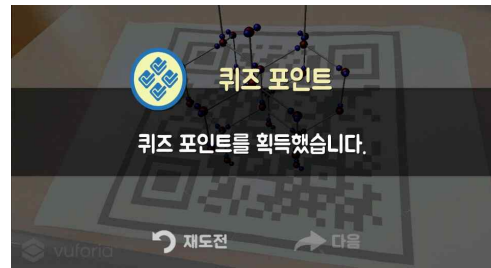 퀴즈 포인트
퀴즈 포인트를 획득했습니다.
재도전
다음
vuforia